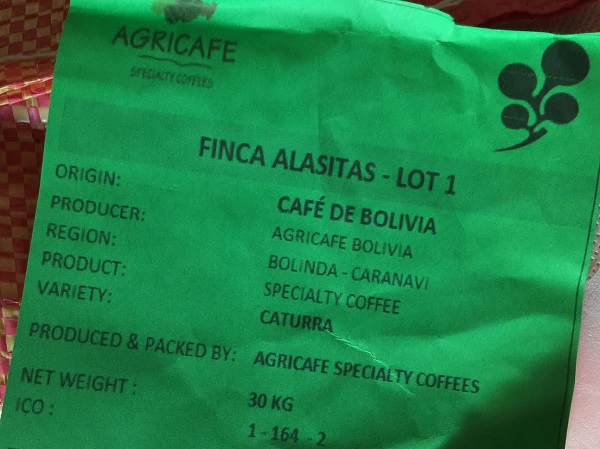 AGRICAFE
SPECIALTY COFFEES
FINCA ALASITAS - LOT 1
ORIGIN: CAFÉ DE BOLIVIA
PRODUCER: AGRICAFE BOLIVIA
REGION: BOLINDA - CARANAVI
PRODUCT: SPECIALTY COFFEE
VARIETY: CATURRA
PRODUCED & PACKED BY: AGRICAFE SPECIALTY COFFEES
NET WEIGHT : 30 KG
ICO : 1 - 164 - 2